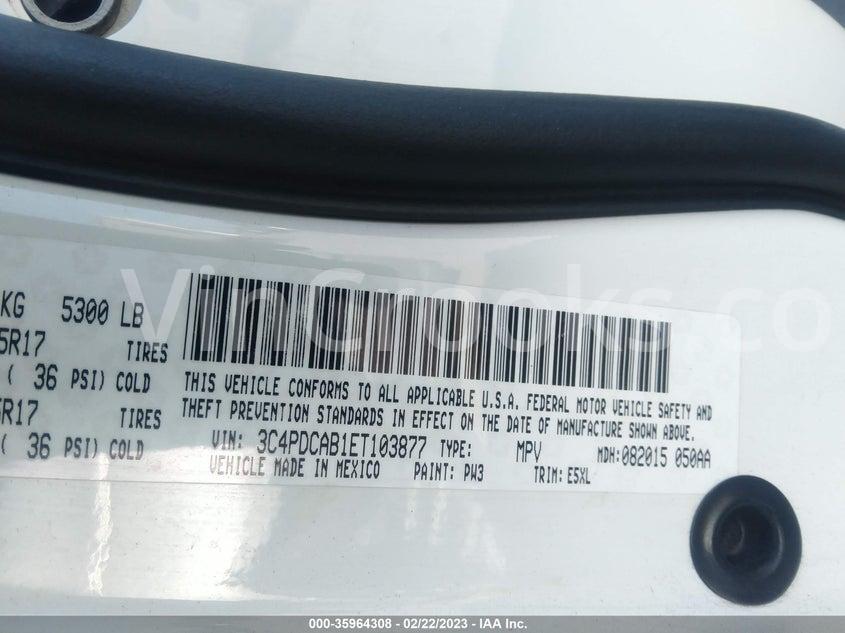 KG 5300 LB
5R17 TIRES
( 36 PSI) COLD
5R17 TIRES
( 36 PSI) COLD
THIS VEHICLE CONFORMS TO ALL APPLICABLE U.S.A. FEDERAL MOTOR VEHICLE SAFETY AND
THEFT PREVENTION STANDARDS IN EFFECT ON THE DATE OF MANUFACTURE SHOWN ABOVE.
VIN: 3C4PDCAB1ET103877 TYPE: MPV MDH:082015 050AA
VEHICLE MADE IN MEXICO PAINT: PW3 TRIM: E5XL
VinCrooks.co
000-35964308 - 02/22/2023 - IAA Inc.